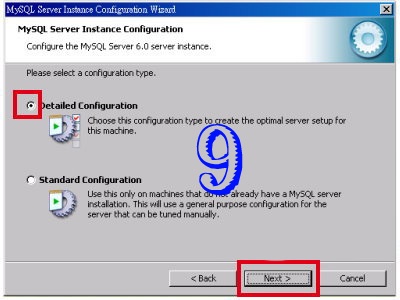 MySQL Server Instance Configuration Wizard
MySQL Server Instance Configuration
Configure the MySQL Server 6.0 server instance.
Please select a configuration type.
Detailed Configuration
Choose this configuration type to create the optimal server setup for
this machine.
9
Standard Configuration
Use this only on machines that do not already have a MySQL server
installation. This will use a general purpose configuration for the
server that can be tuned manually.
< Back Next > Cancel